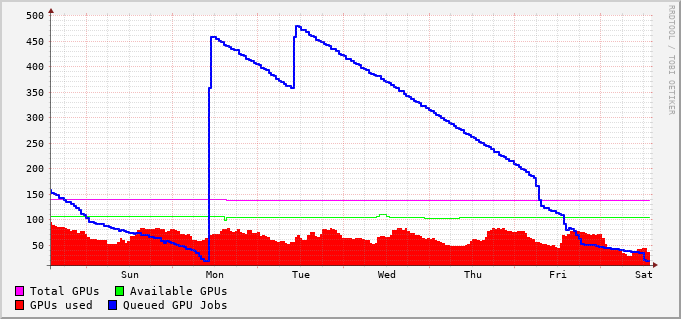 500
450
400
350
300
250
200
150
100
50
Sun Mon Tue Wed Thu Fri Sat
Total GPUs Available GPUs
GPUs used Queued GPU Jobs
RRDTOOL / TOBI OETIKER